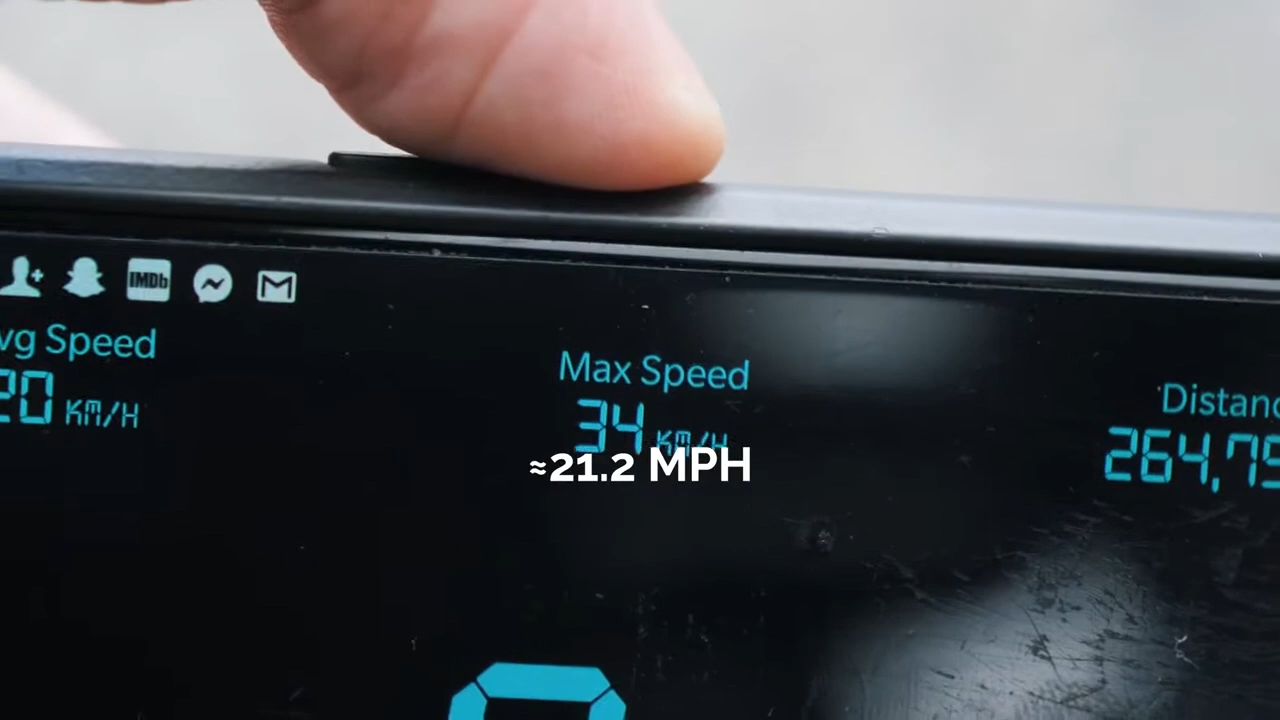 IMDb
vg Speed
20 KM/H
Max Speed
34 KM/H
≈21.2 MPH
Distanc
264,79